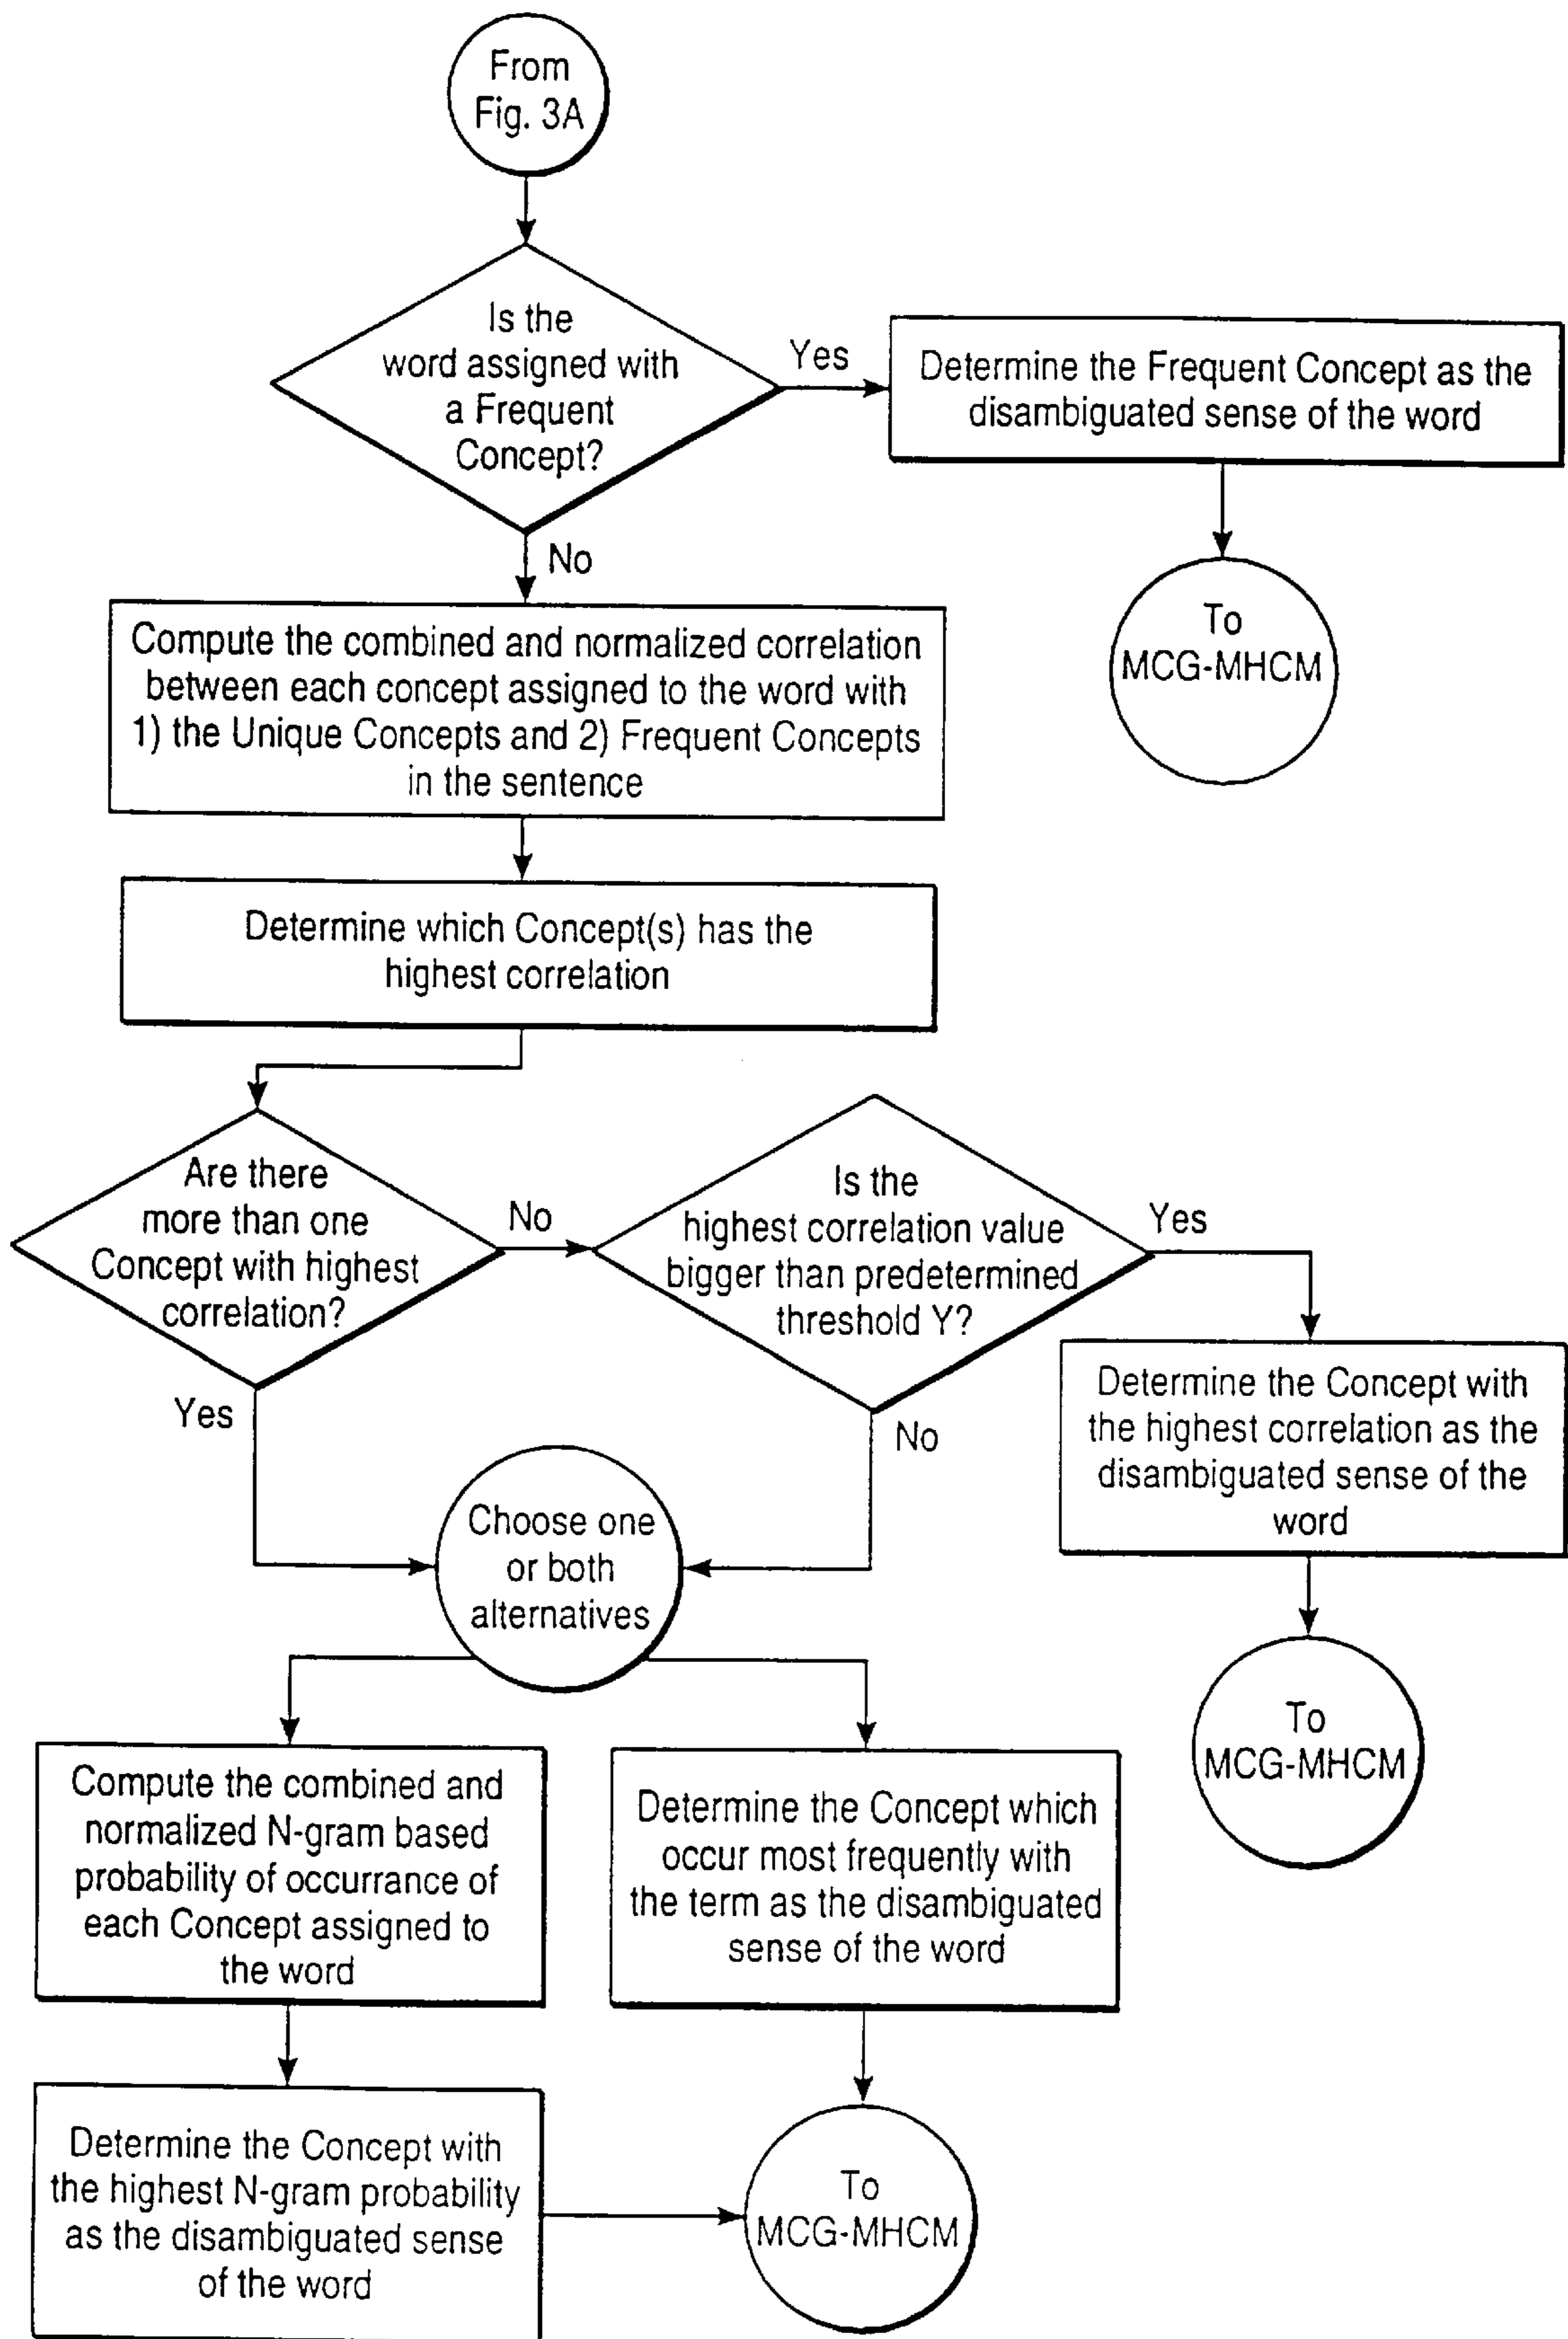 From
Fig. 3A
Is the
word assigned with
a Frequent
Concept?
Yes
Determine the Frequent Concept as the
disambiguated sense of the word
No
To
MCG-MHCM
Compute the combined and normalized correlation
between each concept assigned to the word with
1) the Unique Concepts and 2) Frequent Concepts
in the sentence
Determine which Concept(s) has the
highest correlation
Are there
more than one
Concept with highest
correlation?
No
Is the
highest correlation value
bigger than predetermined
threshold Y?
Yes
Determine the Concept with
the highest correlation as the
disambiguated sense of the
word
Yes
No
Choose one
or both
alternatives
To
MCG-MHCM
Compute the combined and
normalized N-gram based
probability of occurrance of
each Concept assigned to
the word
Determine the Concept which
occur most frequently with
the term as the disambiguated
sense of the word
Determine the Concept with
the highest N-gram probability
as the disambiguated sense
of the word
To
MCG-MHCM